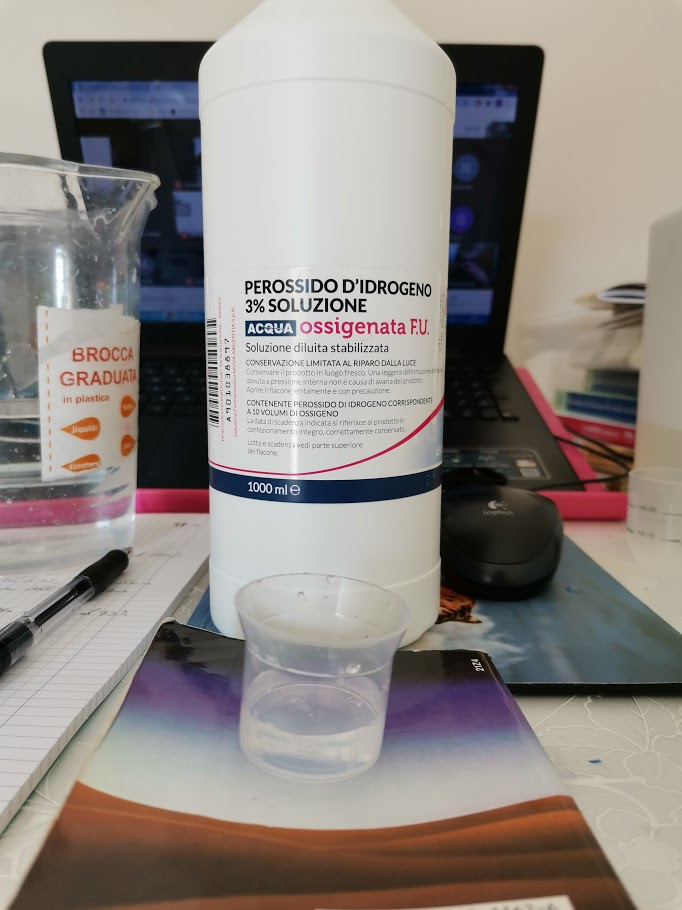 PEROSSIDO D'IDROGENO
3% SOLUZIONE
ACQUA ossigenata F.U.
Soluzione diluita stabilizzata
CONSERVAZIONE LIMITATA AL RIPARO DALLA LUCE
Conservare il prodotto in luogo fresco. Una leggera deformazione
dovuta a pressione interna non è causa di avaria del prodotto.
Aprire il flacone lentamente e con precauzione.
CONTENENTE PEROSSIDO DI IDROGENO CORRISPONDENTE
A 10 VOLUMI DI OSSIGENO
La data di scadenza indicata si riferisce al prodotto in
confezionamento integro, correttamente conservato.
Lotto e scadenza vedi parte superiore
del flacone.
1000 ml e
A901036897
BROCCA
GRADUATA
in plastica
liquidi
zucchero
Logitech
2124